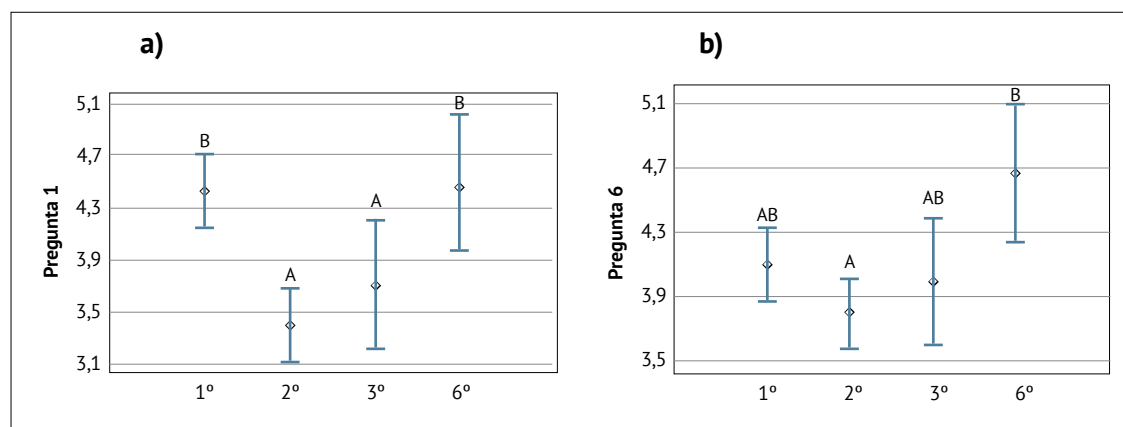 a)
Pregunta 1
5,1
4,7
4,3
3,9
3,5
3,1
B
A
A
B
1º 2º 3º 6º
b)
Pregunta 6
5,1
4,7
4,3
3,9
3,5
AB
A
AB
B
1º 2º 3º 6º